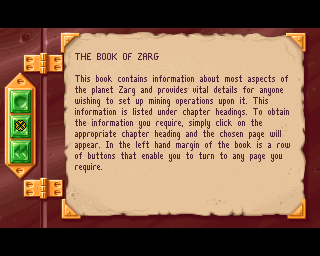 THE BOOK OF ZARG
This book contains information about most aspects of
the planet Zarg and provides vital details for anyone
wishing to set up mining operations upon it. This
information is listed under chapter headings. To obtain
the information you require, simply click on the
appropriate chapter heading and the chosen page will
appear. In the left hand margin of the book is a row
of buttons that enable you to turn to any page you
require.